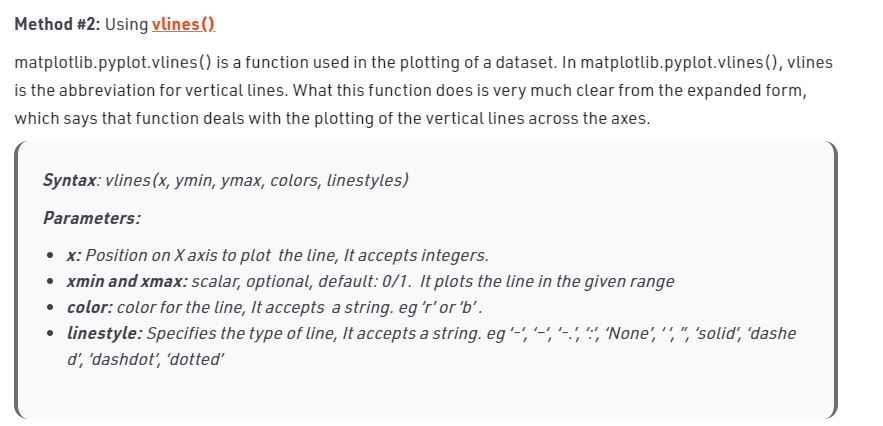 Method #2: Using vlines()
matplotlib.pyplot.vlines() is a function used in the plotting of a dataset. In matplotlib.pyplot.vlines(), vlines
is the abbreviation for vertical lines. What this function does is very much clear from the expanded form,
which says that function deals with the plotting of the vertical lines across the axes.
Syntax: vlines(x, ymin, ymax, colors, linestyles)
Parameters:
• x: Position on X axis to plot the line, It accepts integers.
• xmin and xmax: scalar, optional, default: 0/1. It plots the line in the given range
• color: color for the line, It accepts a string. eg ‘r’ or ‘b’ .
• linestyle: Specifies the type of line, It accepts a string. eg ‘-‘, ‘–‘, ‘-.’, ‘:’, ‘None’, ‘ ‘, ”, ‘solid’, ‘dashe
d’, ‘dashdot’, ‘dotted’